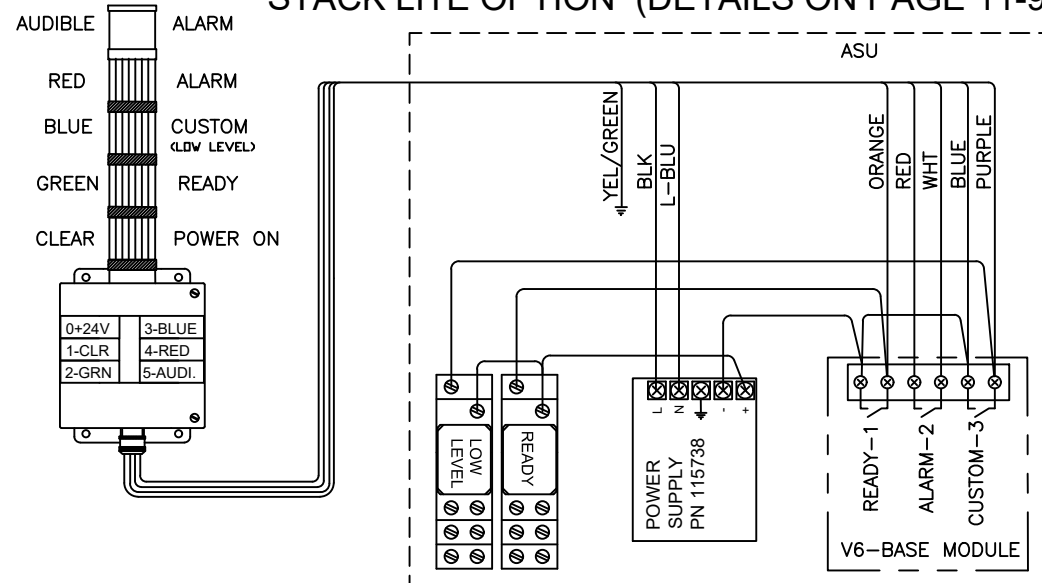 STACK LITE OPTION (DETAILS ON PAGE 11-9
AUDIBLE ALARM
RED ALARM
BLUE CUSTOM
(LOW LEVEL)
GREEN READY
CLEAR POWER ON
0+24V 3-BLUE
1-CLR 4-RED
2-GRN 5-AUDI.
ASU
YEL/GREEN
BLK
L-BLU
ORANGE
RED
WHT
BLUE
PURPLE
LOW
LEVEL
READY
L N - +
POWER
SUPPLY
PN 115738
READY-1
ALARM-2
CUSTOM-3
V6-BASE MODULE